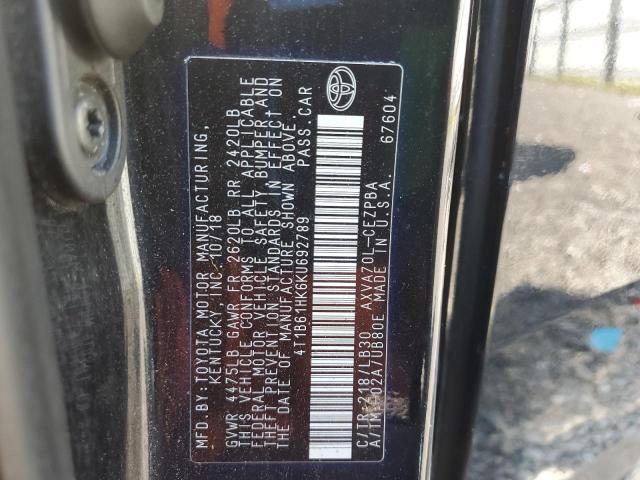 MFD.BY:TOYOTA MOTOR MANUFACTURING,
KENTUCKY, INC. 10/18
GVWR 4475LB GAWR FR 2620LB RR 2420LB
THIS VEHICLE CONFORMS TO ALL APPLICABLE
FEDERAL MOTOR VEHICLE SAFETY, BUMPER AND
THEFT PREVENTION STANDARDS IN EFFECT ON
THE DATE OF MANUFACTURE SHOWN ABOVE.
4T1B61HK6KU692789 PASS.CAR
C/TR:218/LB30 AXVA70L-CEZPBA
A/TM:-02A/UB80E MADE IN U.S.A. 67604